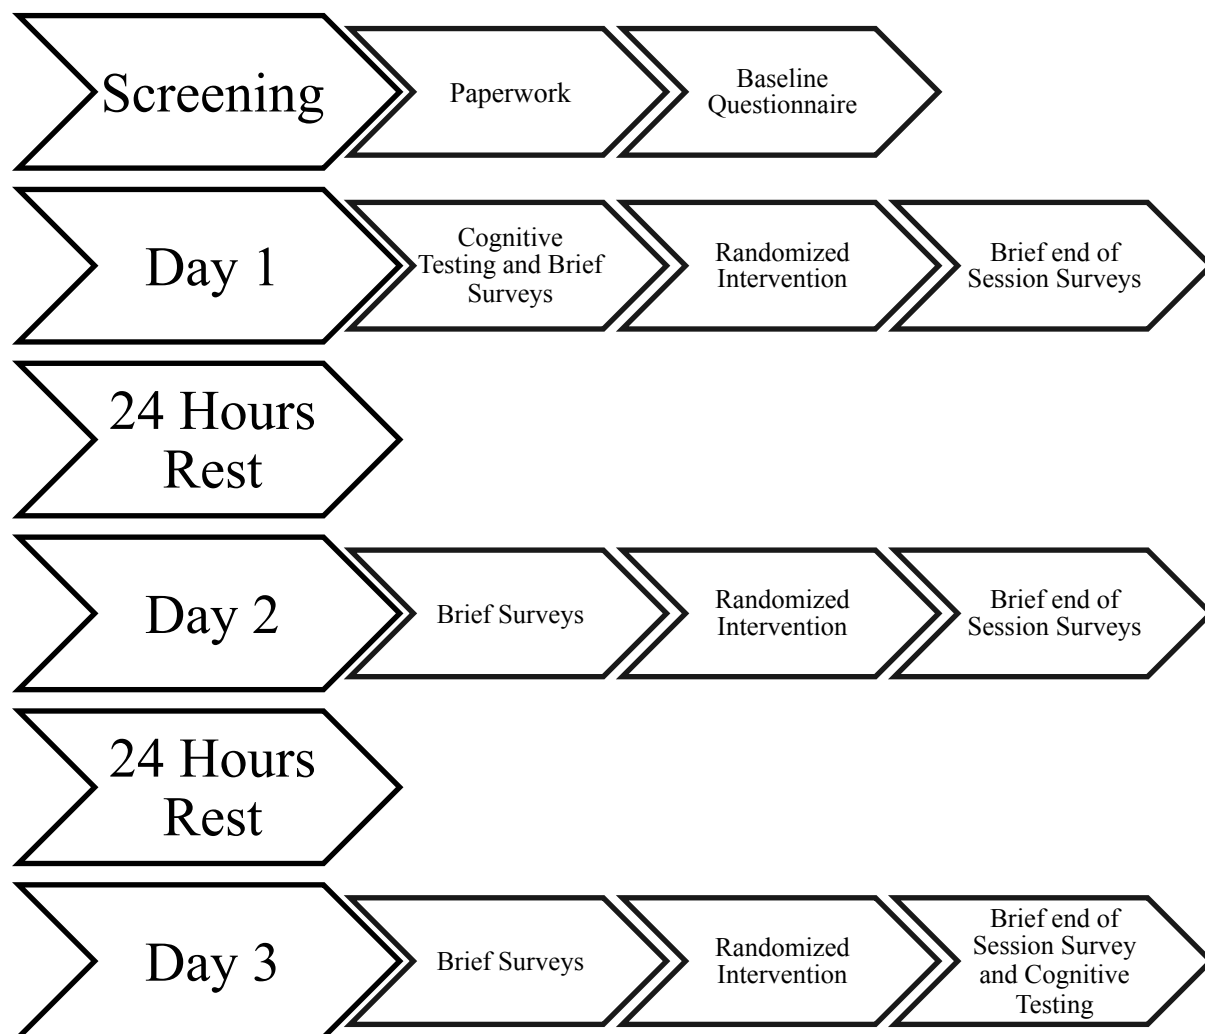 Screening
Paperwork
Baseline
Questionnaire
Day 1
Cognitive
Testing and Brief
Surveys
Randomized
Intervention
Brief end of
Session Surveys
24 Hours
Rest
Day 2
Brief Surveys
Randomized
Intervention
Brief end of
Session Surveys
24 Hours
Rest
Day 3
Brief Surveys
Randomized
Intervention
Brief end of
Session Survey
and Cognitive
Testing